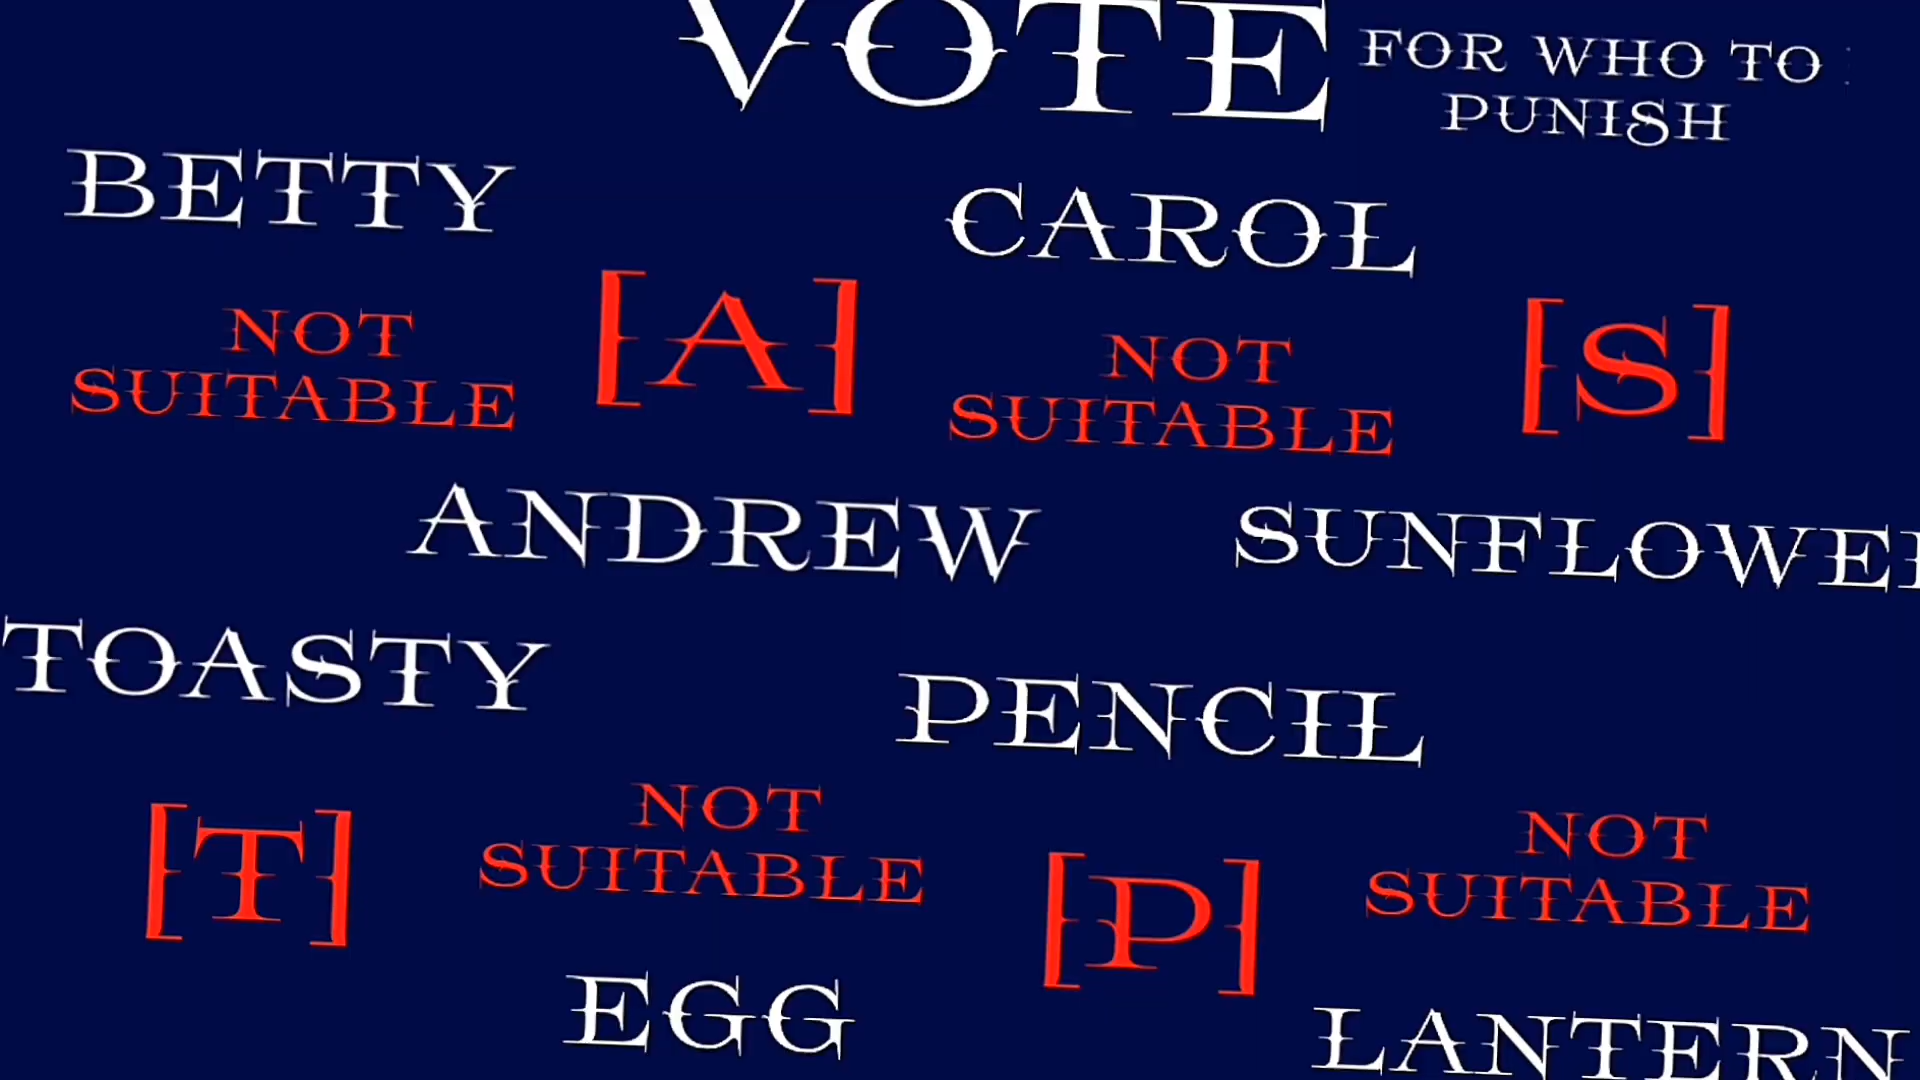 VOTE FOR WHO TO
PUNISH
BETTY CAROL
NOT
SUITABLE [A] NOT
SUITABLE [S]
ANDREW SUNFLOWE
TOASTY PENCIL
[T] NOT
SUITABLE [P] NOT
SUITABLE
EGG LANTERN